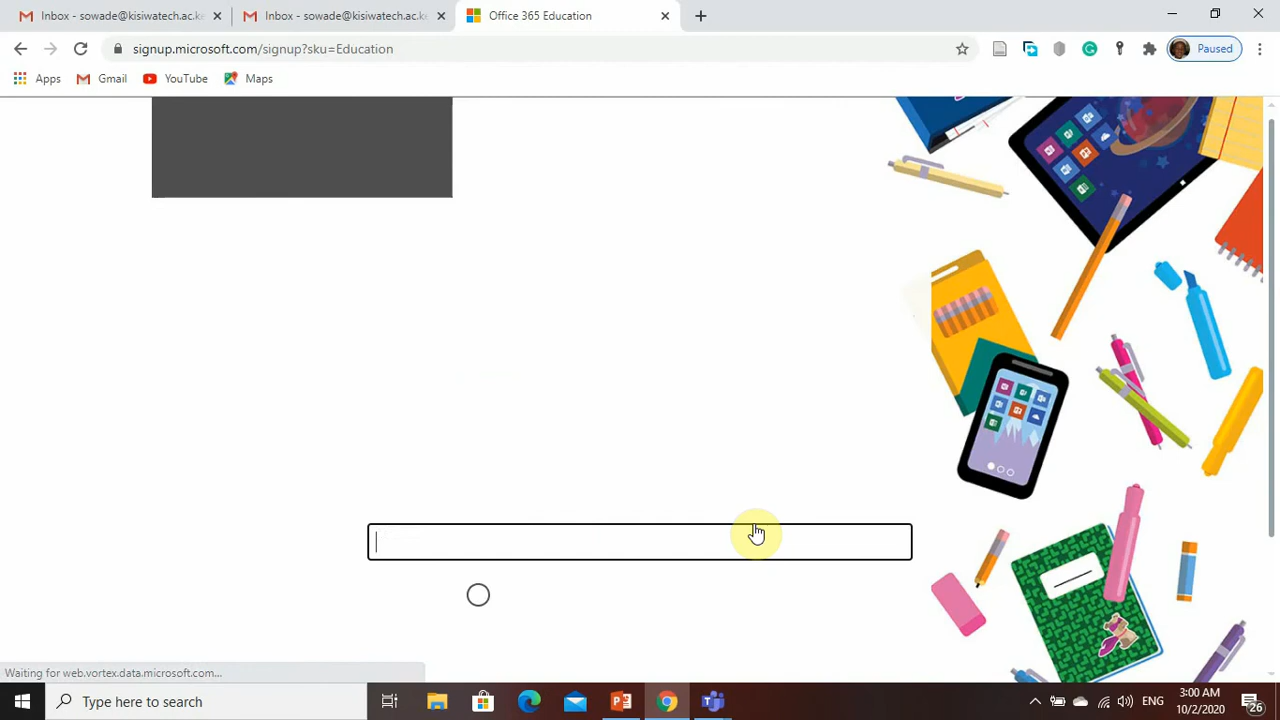 Inbox - sowade@kisiwatech.ac.ke
Inbox - sowade@kisiwatech.ac.ke
Office 365 Education
signup.microsoft.com/signup?sku=Education
Paused
Apps
Gmail
YouTube
Maps
Waiting for web.vortex.data.microsoft.com...
Type here to search
ENG
3:00 AM
10/2/2020
26